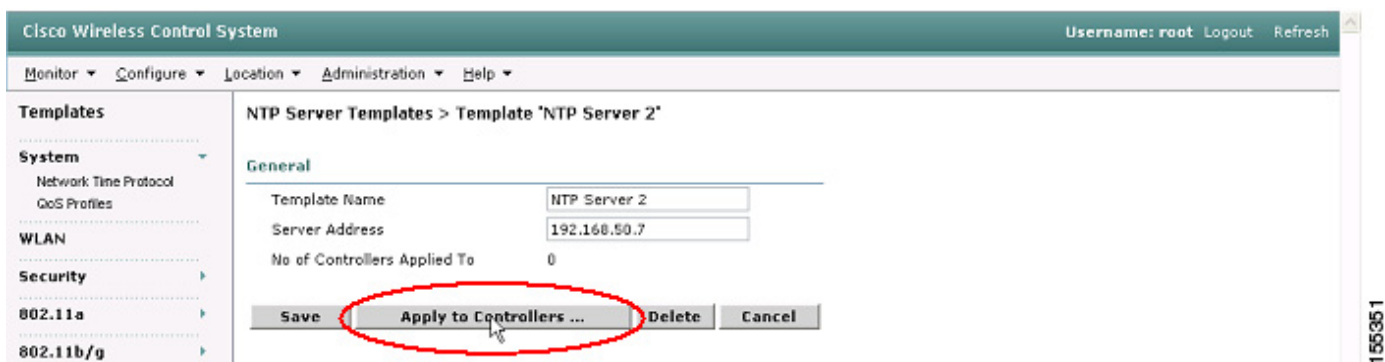 Cisco Wireless Control System
Username: root Logout Refresh
Monitor Configure Location Administration Help
Templates
System
Network Time Protocol
QoS Profiles
WLAN
Security
802.11a
802.11b/g
NTP Server Templates > Template 'NTP Server 2'
General
Template Name NTP Server 2
Server Address 192.168.50.7
No of Controllers Applied To 0
Save Apply to Controllers ... Delete Cancel
155351